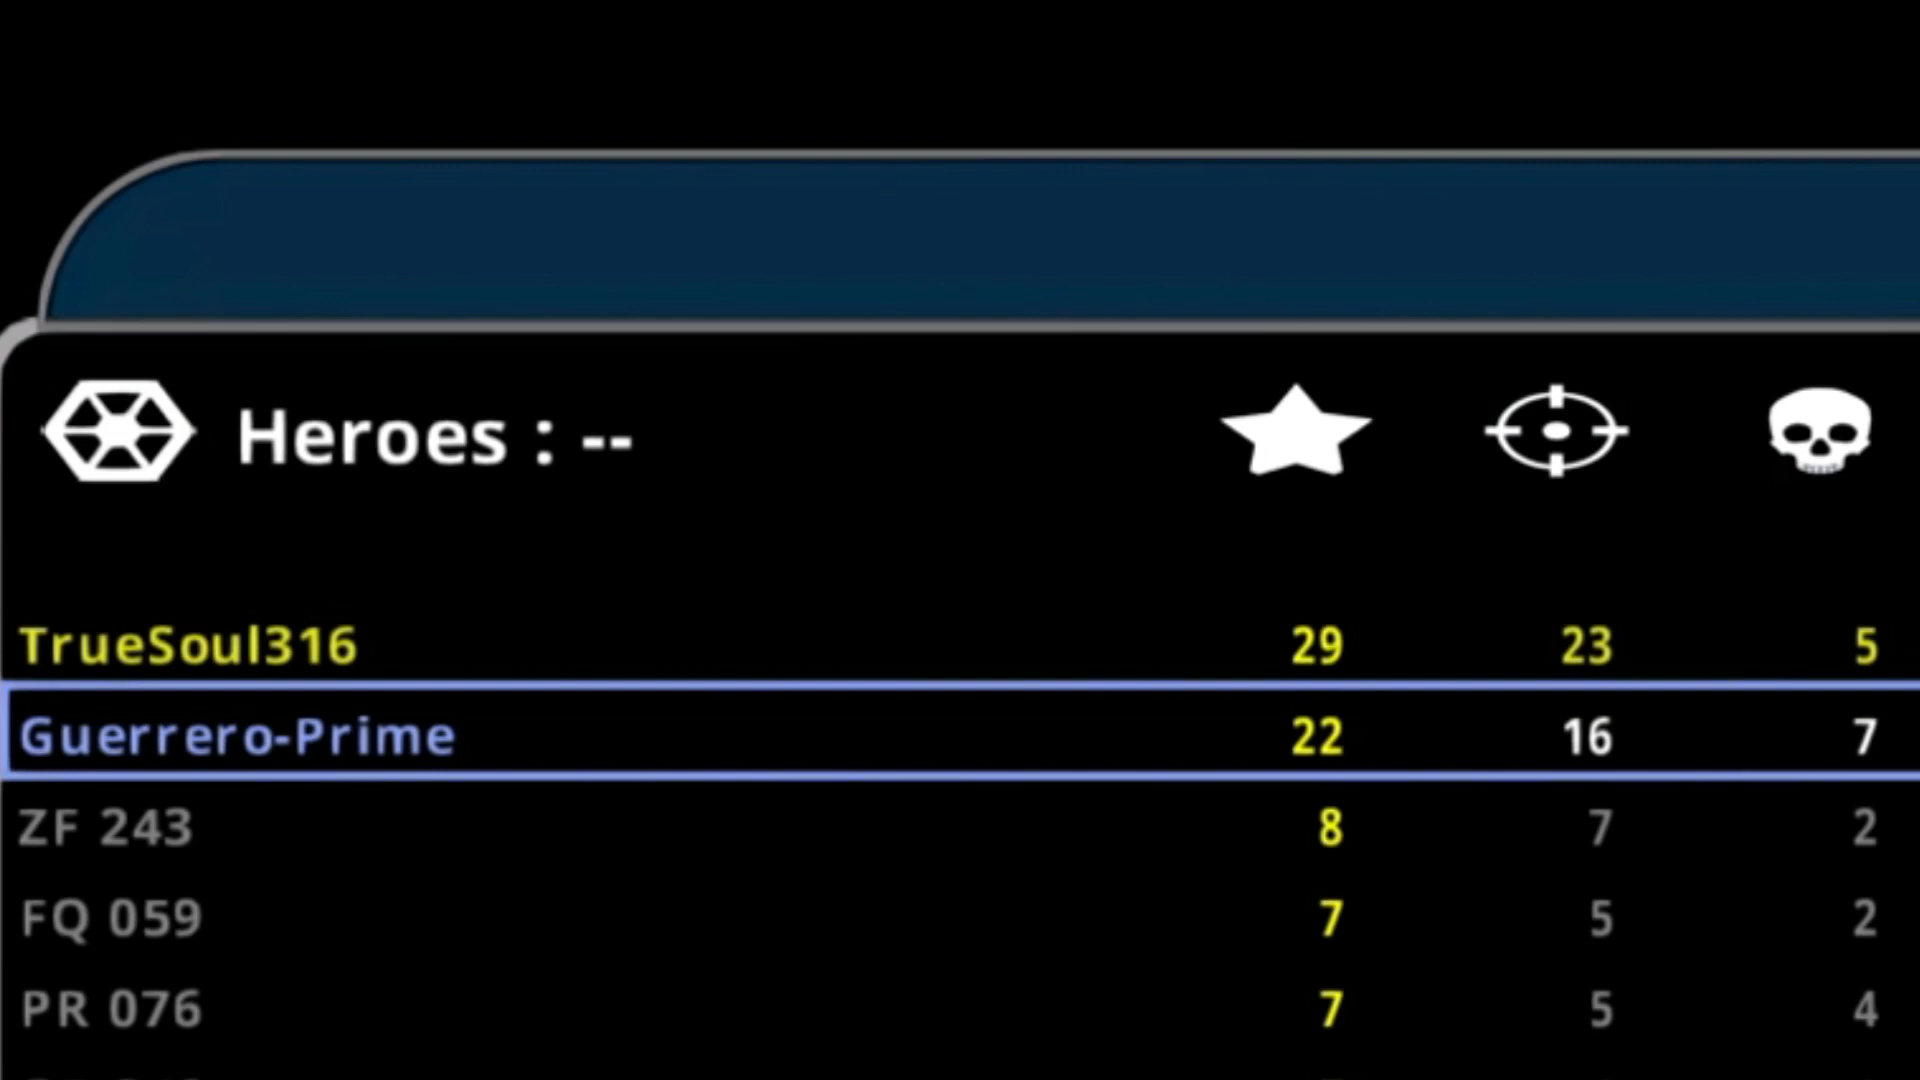 Heroes : --
TrueSoul316 29 23 5
Guerrero-Prime 22 16 7
ZF 243 8 7 2
FQ 059 7 5 2
PR 076 7 5 4